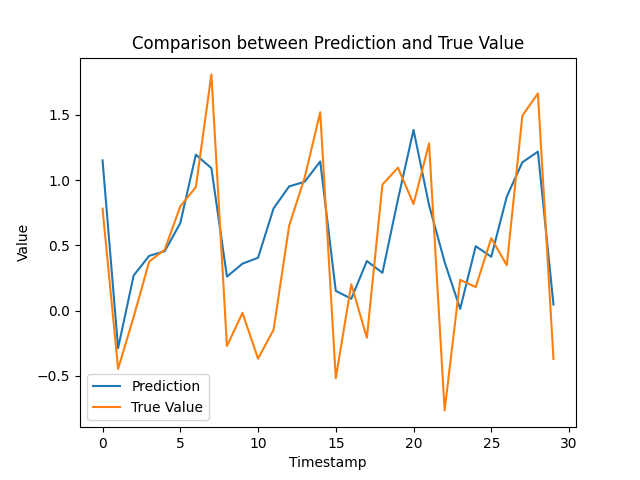 Comparison between Prediction and True Value
Value
1.5
1.0
0.5
0.0
−0.5
Prediction
True Value
0 5 10 15 20 25 30
Timestamp